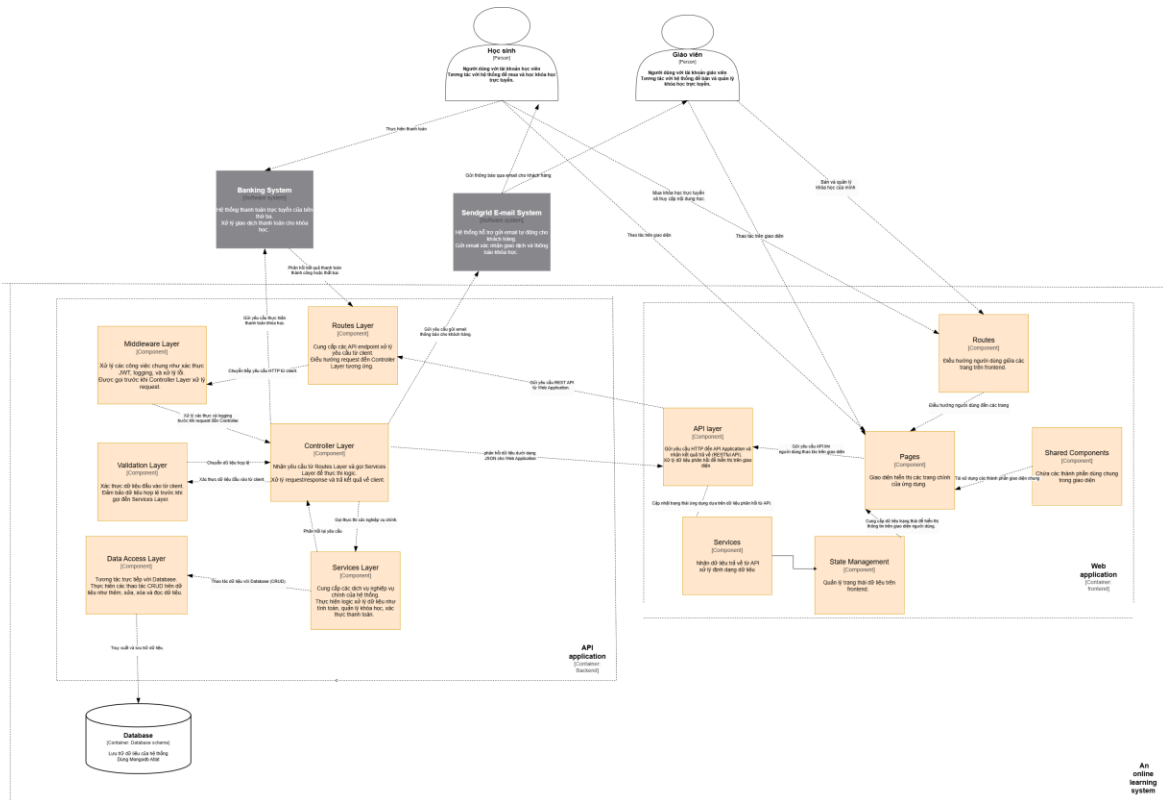 Học sinh
[Person]
Người dùng với tài khoản học viên
Tương tác với hệ thống để mua và học khóa học
trực tuyến.
Giáo viên
[Person]
Người dùng với tài khoản giáo viên
Tương tác với hệ thống để bán và quản lý
khóa học trực tuyến.
Thực hiện thanh toán
Gửi thông báo qua email cho khách hàng
Bán và quản lý
khóa học của mình
Mua khóa học trực tuyến
và truy cập nội dung học.
Thao tác trên giao diện
Thao tác trên giao diện
Banking System
[Software system]
Hệ thống thanh toán trực tuyến của bên
thứ ba.
Xử lý giao dịch thanh toán cho khóa
học.
Sendgrid E-mail System
[Software system]
Hệ thống hỗ trợ gửi email tự động cho
khách hàng.
Gửi email xác nhận giao dịch và thông
báo khóa học.
Phản hồi kết quả thanh toán
thành công hoặc thất bại
Gửi yêu cầu thực hiện
thanh toán khóa học.
Gửi yêu cầu gửi email
thông báo cho khách hàng
Routes Layer
[Component]
Cung cấp các API endpoint xử lý
yêu cầu từ client.
Điều hướng request đến Controller
Layer tương ứng.
Middleware Layer
[Component]
Xử lý các công việc chung như xác thực
JWT, logging, và xử lý lỗi.
Được gọi trước khi Controller Layer xử lý
request.
Chuyển tiếp yêu cầu HTTP từ client
Gửi yêu cầu REST API
từ Web Application
Xử lý xác thực và logging
trước khi request đến Controller.
Controller Layer
[Component]
Nhận yêu cầu từ Routes Layer và gọi Services
Layer để thực thi logic.
Xử lý request/response và trả kết quả về client
Validation Layer
[Component]
Xác thực dữ liệu đầu vào từ client.
Đảm bảo dữ liệu hợp lệ trước khi
gọi đến Services Layer.
Chuyển dữ liệu hợp lệ
Xác thực dữ liệu đầu vào từ client
phản hồi dữ liệu dưới dạng
JSON cho Web Application
Gọi thực thi các nghiệp vụ chính.
Phản hồi lại yêu cầu
Data Access Layer
[Component]
Tương tác trực tiếp với Database.
Thực hiện các thao tác CRUD trên dữ
liệu như thêm, sửa, xóa và đọc dữ liệu.
Thao tác dữ liệu với Database (CRUD)
Services Layer
[Component]
Cung cấp các dịch vụ nghiệp vụ
chính của hệ thống.
Thực hiện logic xử lý dữ liệu như
tính toán, quản lý khóa học, xác
thực thanh toán.
Truy xuất và lưu trữ dữ liệu.
API
application
[Container:
Backend]
Database
[Container: Database schema]
Lưu trữ dữ liệu của hệ thống
Dùng Mongodb Atlat
Routes
[Component]
Điều hướng người dùng giữa các
trang trên frontend.
Điều hướng người dùng đến các trang
API layer
[Component]
Gửi yêu cầu HTTP đến API Application và
nhận kết quả trả về (RESTful API).
Xử lý dữ liệu phản hồi để hiển thị trên giao
diện
Gửi yêu cầu API khi
người dùng thao tác trên giao diện
Pages
[Component]
Giao diện hiển thị các trang chính
của ứng dụng
Shared Components
[Component]
Chứa các thành phần dùng chung
trong giao diện
Tái sử dụng các thành phần giao diện chung
Cập nhật trạng thái ứng dụng dựa trên dữ liệu phản hồi từ API.
Cung cấp dữ liệu trạng thái để hiển thị
thông tin trên giao diện người dùng.
Services
[Component]
Nhận dữ liệu trả về từ API
xử lý định dạng dữ liệu.
State Management
[Component]
Quản lý trạng thái dữ liệu trên
frontend.
Web
application
[Container:
frontend]
An
online
learning
system